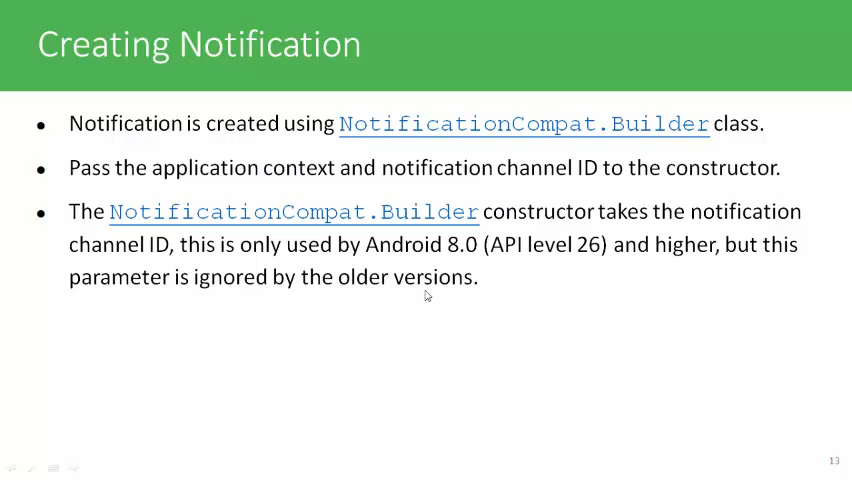 Creating Notification
● Notification is created using NotificationCompat.Builder class.
● Pass the application context and notification channel ID to the constructor.
● The NotificationCompat.Builder constructor takes the notification
channel ID, this is only used by Android 8.0 (API level 26) and higher, but this
parameter is ignored by the older versions.
13